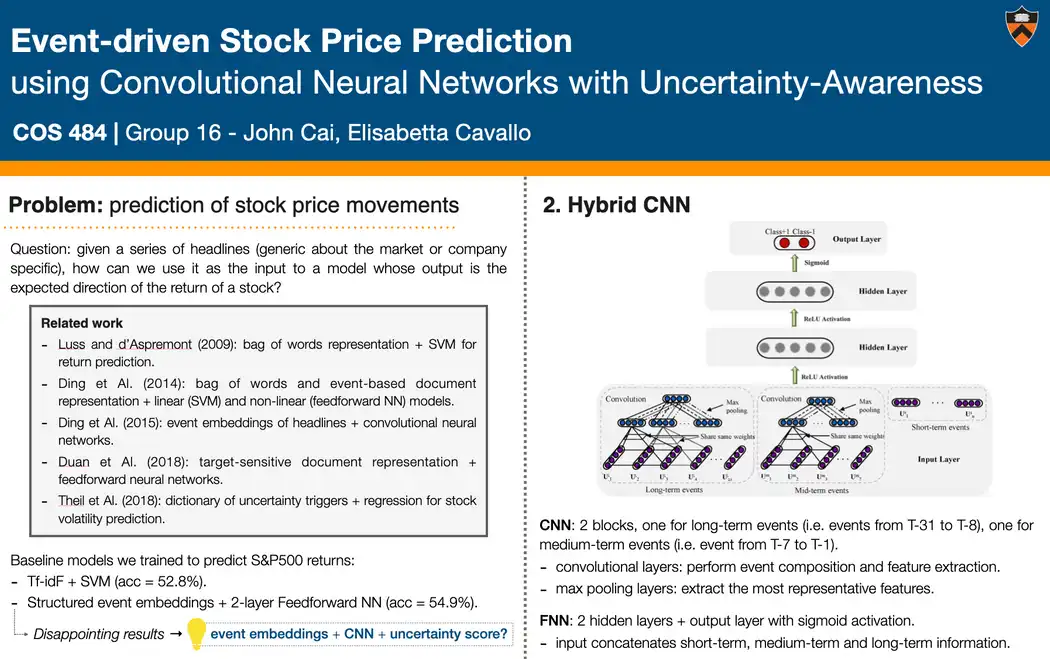 Event-driven Stock Price Prediction
using Convolutional Neural Networks with Uncertainty-Awareness
COS 484 | Group 16 - John Cai, Elisabetta Cavallo
Problem: prediction of stock price movements
Question: given a series of headlines (generic about the market or company
specific), how can we use it as the input to a model whose output is the
expected direction of the return of a stock?
Related work
- Luss and d'Aspremont (2009): bag of words representation + SVM for
return prediction.
- Ding et Al. (2014): bag of words and event-based document
representation + linear (SVM) and non-linear (feedforward NN) models.
- Ding et Al. (2015): event embeddings of headlines + convolutional neural
networks.
- Duan et Al. (2018): target-sensitive document representation +
feedforward neural networks.
- Theil et Al. (2018): dictionary of uncertainty triggers + regression for stock
volatility prediction.
Baseline models we trained to predict S&P500 returns:
- Tf-idF + SVM (acc = 52.8%).
- Structured event embeddings + 2-layer Feedforward NN (acc = 54.9%).
Disappointing results → event embeddings + CNN + uncertainty score?
2. Hybrid CNN
Class+1 Class-1
Output Layer
Sigmoid
Hidden Layer
ReLU Activation
Hidden Layer
ReLU Activation
Convolution
Max
pooling
Share same weights
Long-term events
Convolution
Max
pooling
Share same weights
Mid-term events
Short-term events
Input Layer
CNN: 2 blocks, one for long-term events (i.e. events from T-31 to T-8), one for
medium-term events (i.e. event from T-7 to T-1).
- convolutional layers: perform event composition and feature extraction.
- max pooling layers: extract the most representative features.
FNN: 2 hidden layers + output layer with sigmoid activation.
- input concatenates short-term, medium-term and long-term information.